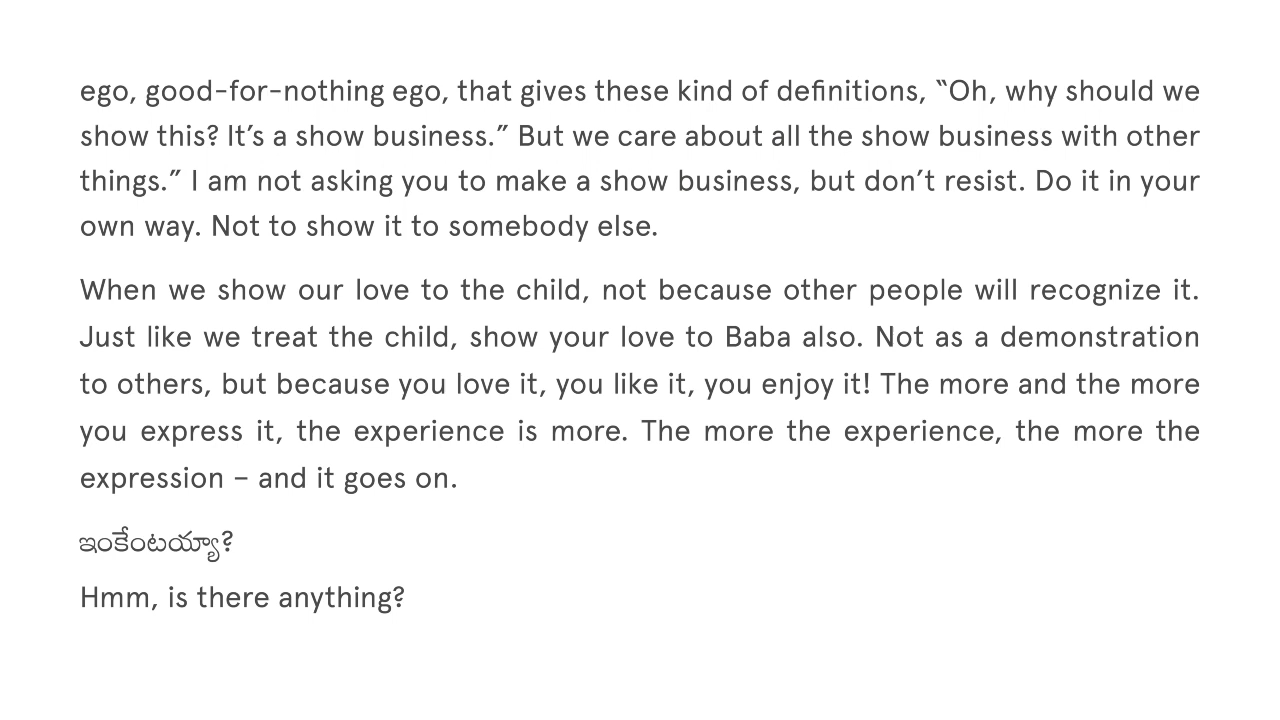 ego, good-for-nothing ego, that gives these kind of definitions, “Oh, why should we
show this? It’s a show business.” But we care about all the show business with other
things.” I am not asking you to make a show business, but don’t resist. Do it in your
own way. Not to show it to somebody else.
When we show our love to the child, not because other people will recognize it.
Just like we treat the child, show your love to Baba also. Not as a demonstration
to others, but because you love it, you like it, you enjoy it! The more and the more
you express it, the experience is more. The more the experience, the more the
expression – and it goes on.
ఇంకేంటయ్యా?
Hmm, is there anything?